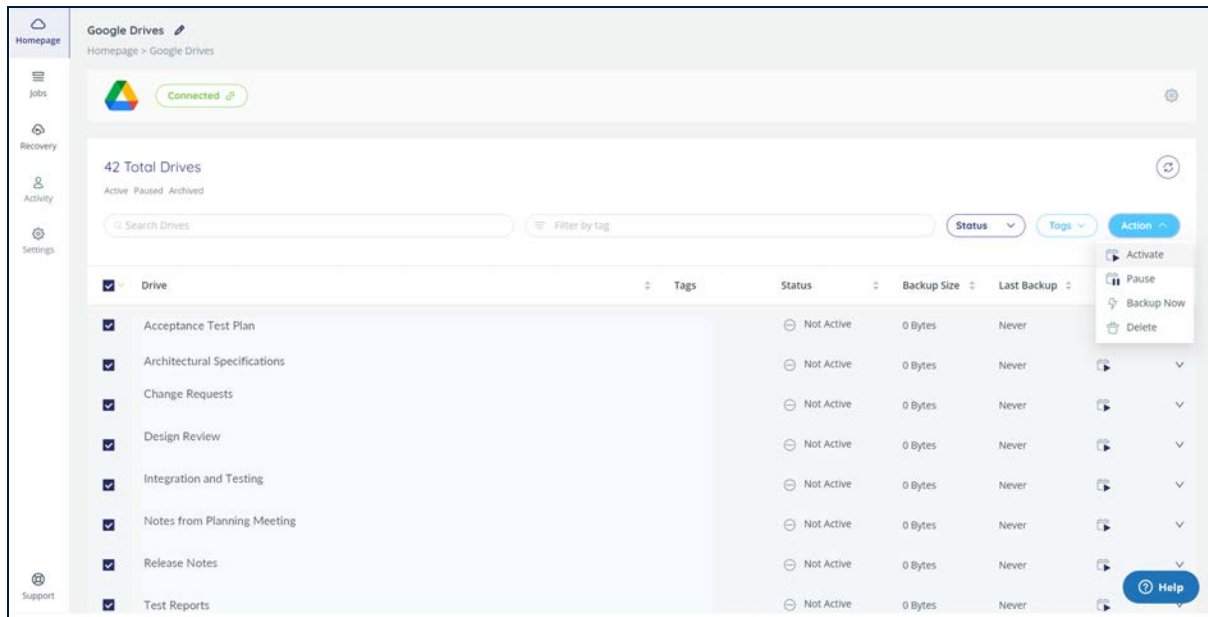 Homepage
Jobs
Recovery
Activity
Settings
Support
Google Drives
Homepage > Google Drives
Connected
42 Total Drives
Active Paused Archived
Search Drives Filter by tag Status Tags Action
Activate
Pause
Backup Now
Delete
Drive Tags Status Backup Size Last Backup
Acceptance Test Plan Not Active 0 Bytes Never
Architectural Specifications Not Active 0 Bytes Never
Change Requests Not Active 0 Bytes Never
Design Review Not Active 0 Bytes Never
Integration and Testing Not Active 0 Bytes Never
Notes from Planning Meeting Not Active 0 Bytes Never
Release Notes Not Active 0 Bytes Never
Test Reports Not Active 0 Bytes Never
Help